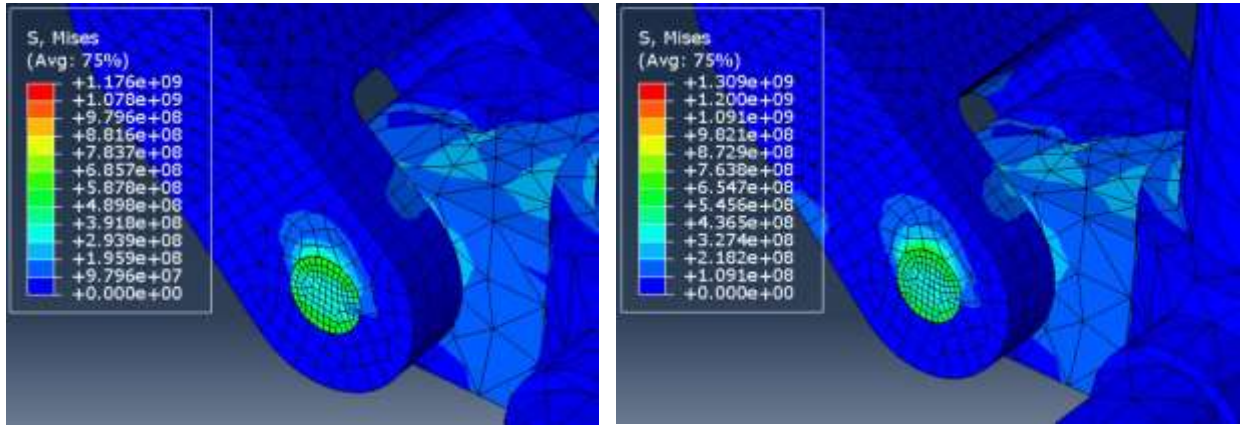 S, Mises
(Avg: 75%)
+1.176e+09
+1.078e+09
+9.796e+08
+8.816e+08
+7.837e+08
+6.857e+08
+5.878e+08
+4.898e+08
+3.918e+08
+2.939e+08
+1.959e+08
+9.796e+07
+0.000e+00
S, Mises
(Avg: 75%)
+1.309e+09
+1.200e+09
+1.091e+09
+9.821e+08
+8.729e+08
+7.638e+08
+6.547e+08
+5.456e+08
+4.365e+08
+3.274e+08
+2.182e+08
+1.091e+08
+0.000e+00